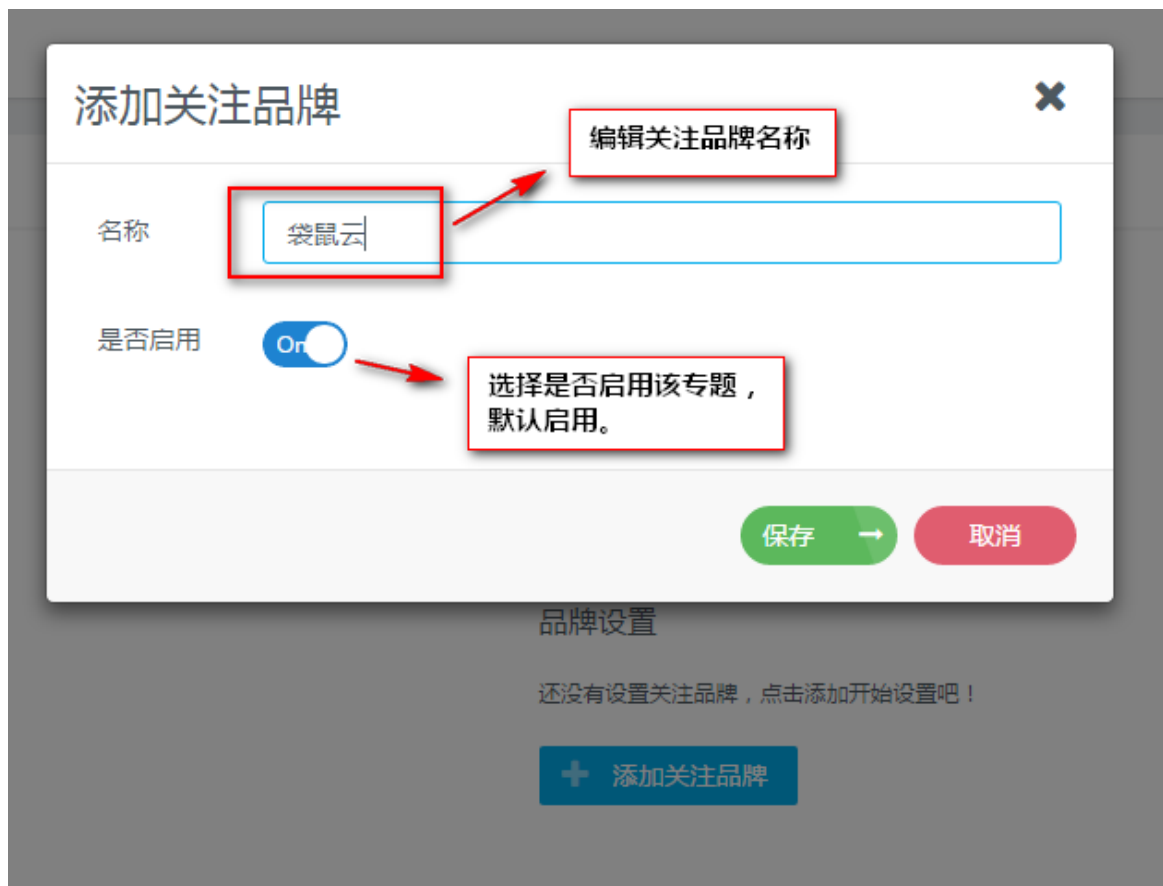 添加关注品牌
编辑关注品牌名称
名称
袋鼠云
是否启用
On
选择是否启用该专题，
默认启用。
保存
取消
品牌设置
还没有设置关注品牌，点击添加开始设置吧！
添加关注品牌